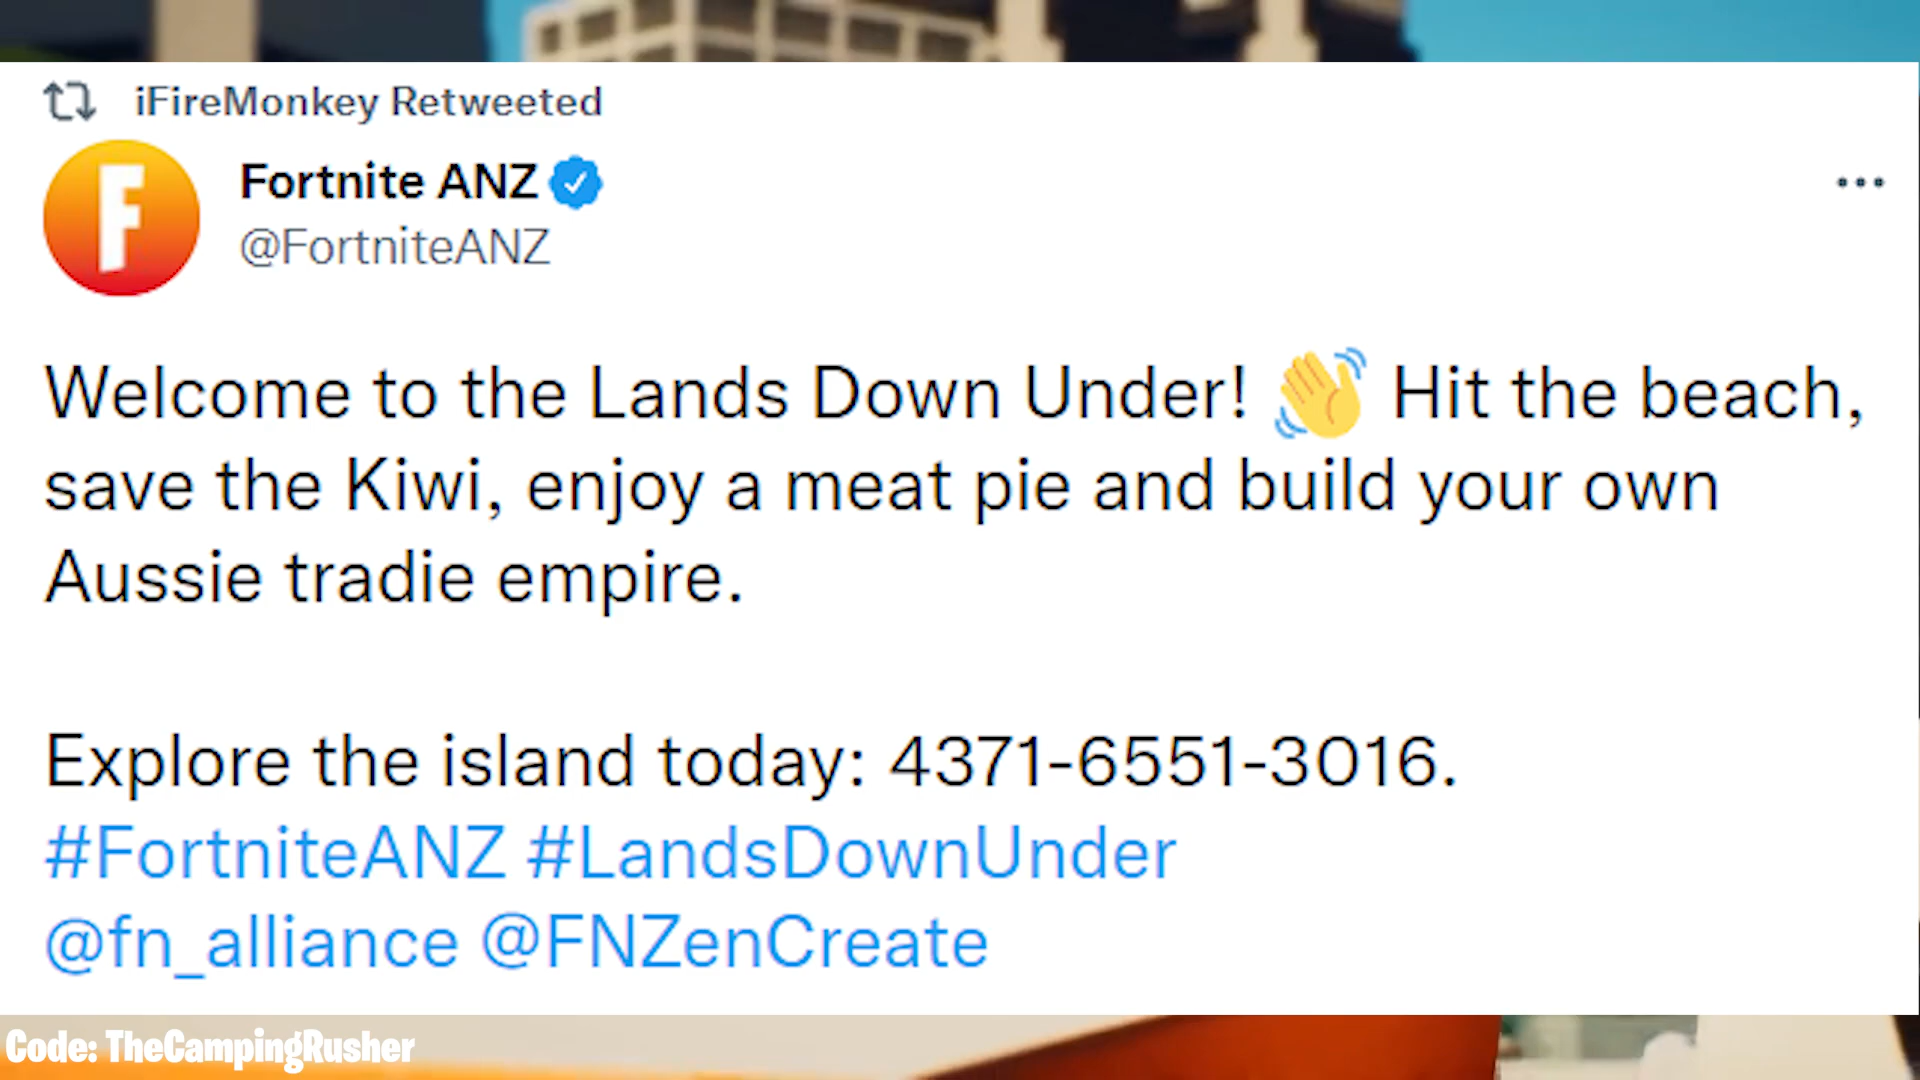 iFireMonkey Retweeted
Fortnite ANZ
@FortniteANZ
Welcome to the Lands Down Under! 👋 Hit the beach,
save the Kiwi, enjoy a meat pie and build your own
Aussie tradie empire.
Explore the island today: 4371-6551-3016.
#FortniteANZ #LandsDownUnder
@fn_alliance @FNZenCreate
Code: TheCampingRusher